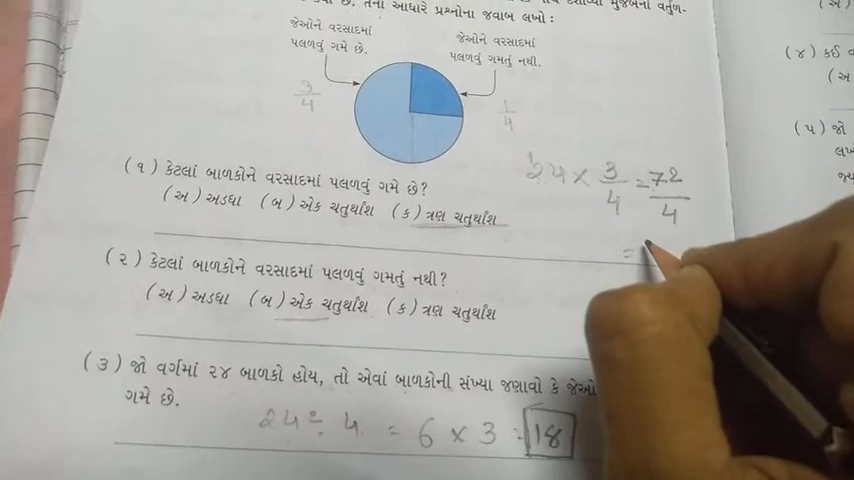 છે. તેના આધારે પ્રશ્નોના જવાબ લખો :
જેઓને વરસાદમાં
પલળવું ગમે છે.
જેઓને વરસાદમાં
પલળવું ગમતું નથી.
3/4
1/4
(૧) કેટલાં બાળકોને વરસાદમાં પલળવું ગમે છે?
(અ) અડધા (બ) એક ચતુર્થાંશ (ક) ત્રણ ચતુર્થાંશ
24 × 3/4 = 72/4
=
(૨) કેટલાં બાળકોને વરસાદમાં પલળવું ગમતું નથી?
(અ) અડધા (બ) એક ચતુર્થાંશ (ક) ત્રણ ચતુર્થાંશ
(૩) જો વર્ગમાં ૨૪ બાળકો હોય, તો એવાં બાળકોની સંખ્યા જણાવો કે જેઓ
ગમે છે.
24 ÷ 4 = 6 × 3 = 18
(૪) કઈ
(અ
(૫) જો